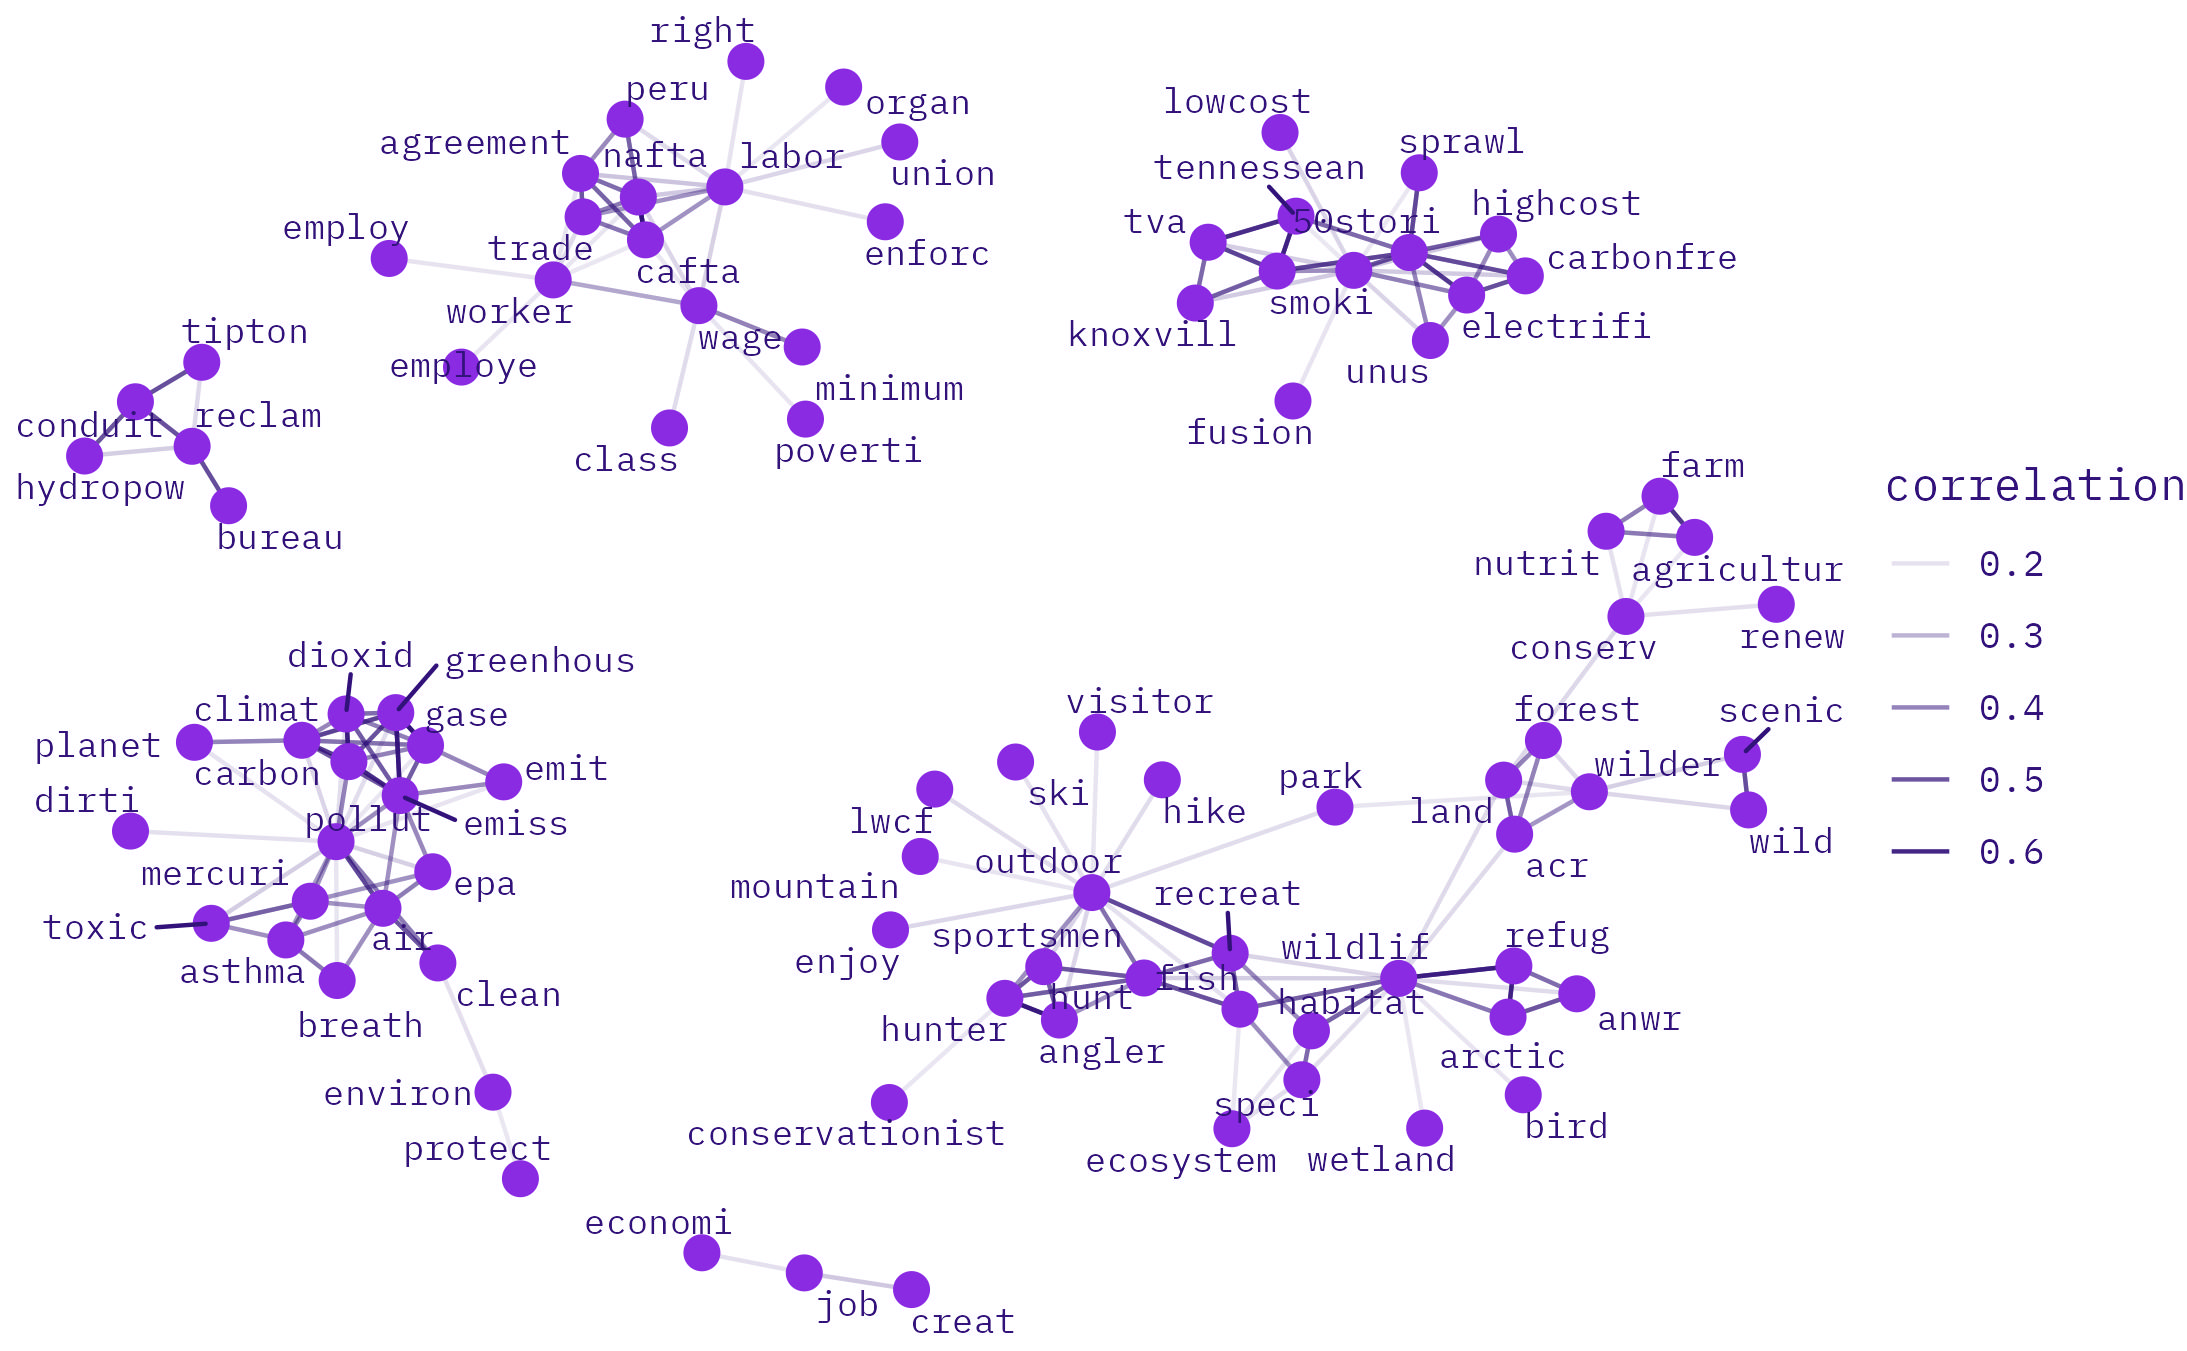 right
peru
organ
agreement
nafta
labor
union
employ
trade
enforc
cafta
worker
wage
employe
minimum
class
poverti
lowcost
sprawl
tennessean
highcost
tva
50stori
carbonfre
smoki
knoxvill
electrifi
unus
fusion
tipton
conduit
reclam
hydropow
bureau
farm
nutrit
agricultur
conserv
renew
correlation
0.2
0.3
0.4
0.5
0.6
dioxid
greenhous
climat
gase
planet
carbon
emit
dirti
pollut
emiss
mercuri
epa
toxic
air
asthma
clean
breath
environ
protect
visitor
forest
scenic
ski
park
wilder
lwcf
hike
land
wild
outdoor
acr
mountain
recreat
sportsmen
wildlif
refug
enjoy
fish
hunt
habitat
anwr
hunter
angler
arctic
speci
bird
conservationist
ecosystem
wetland
economi
job
creat